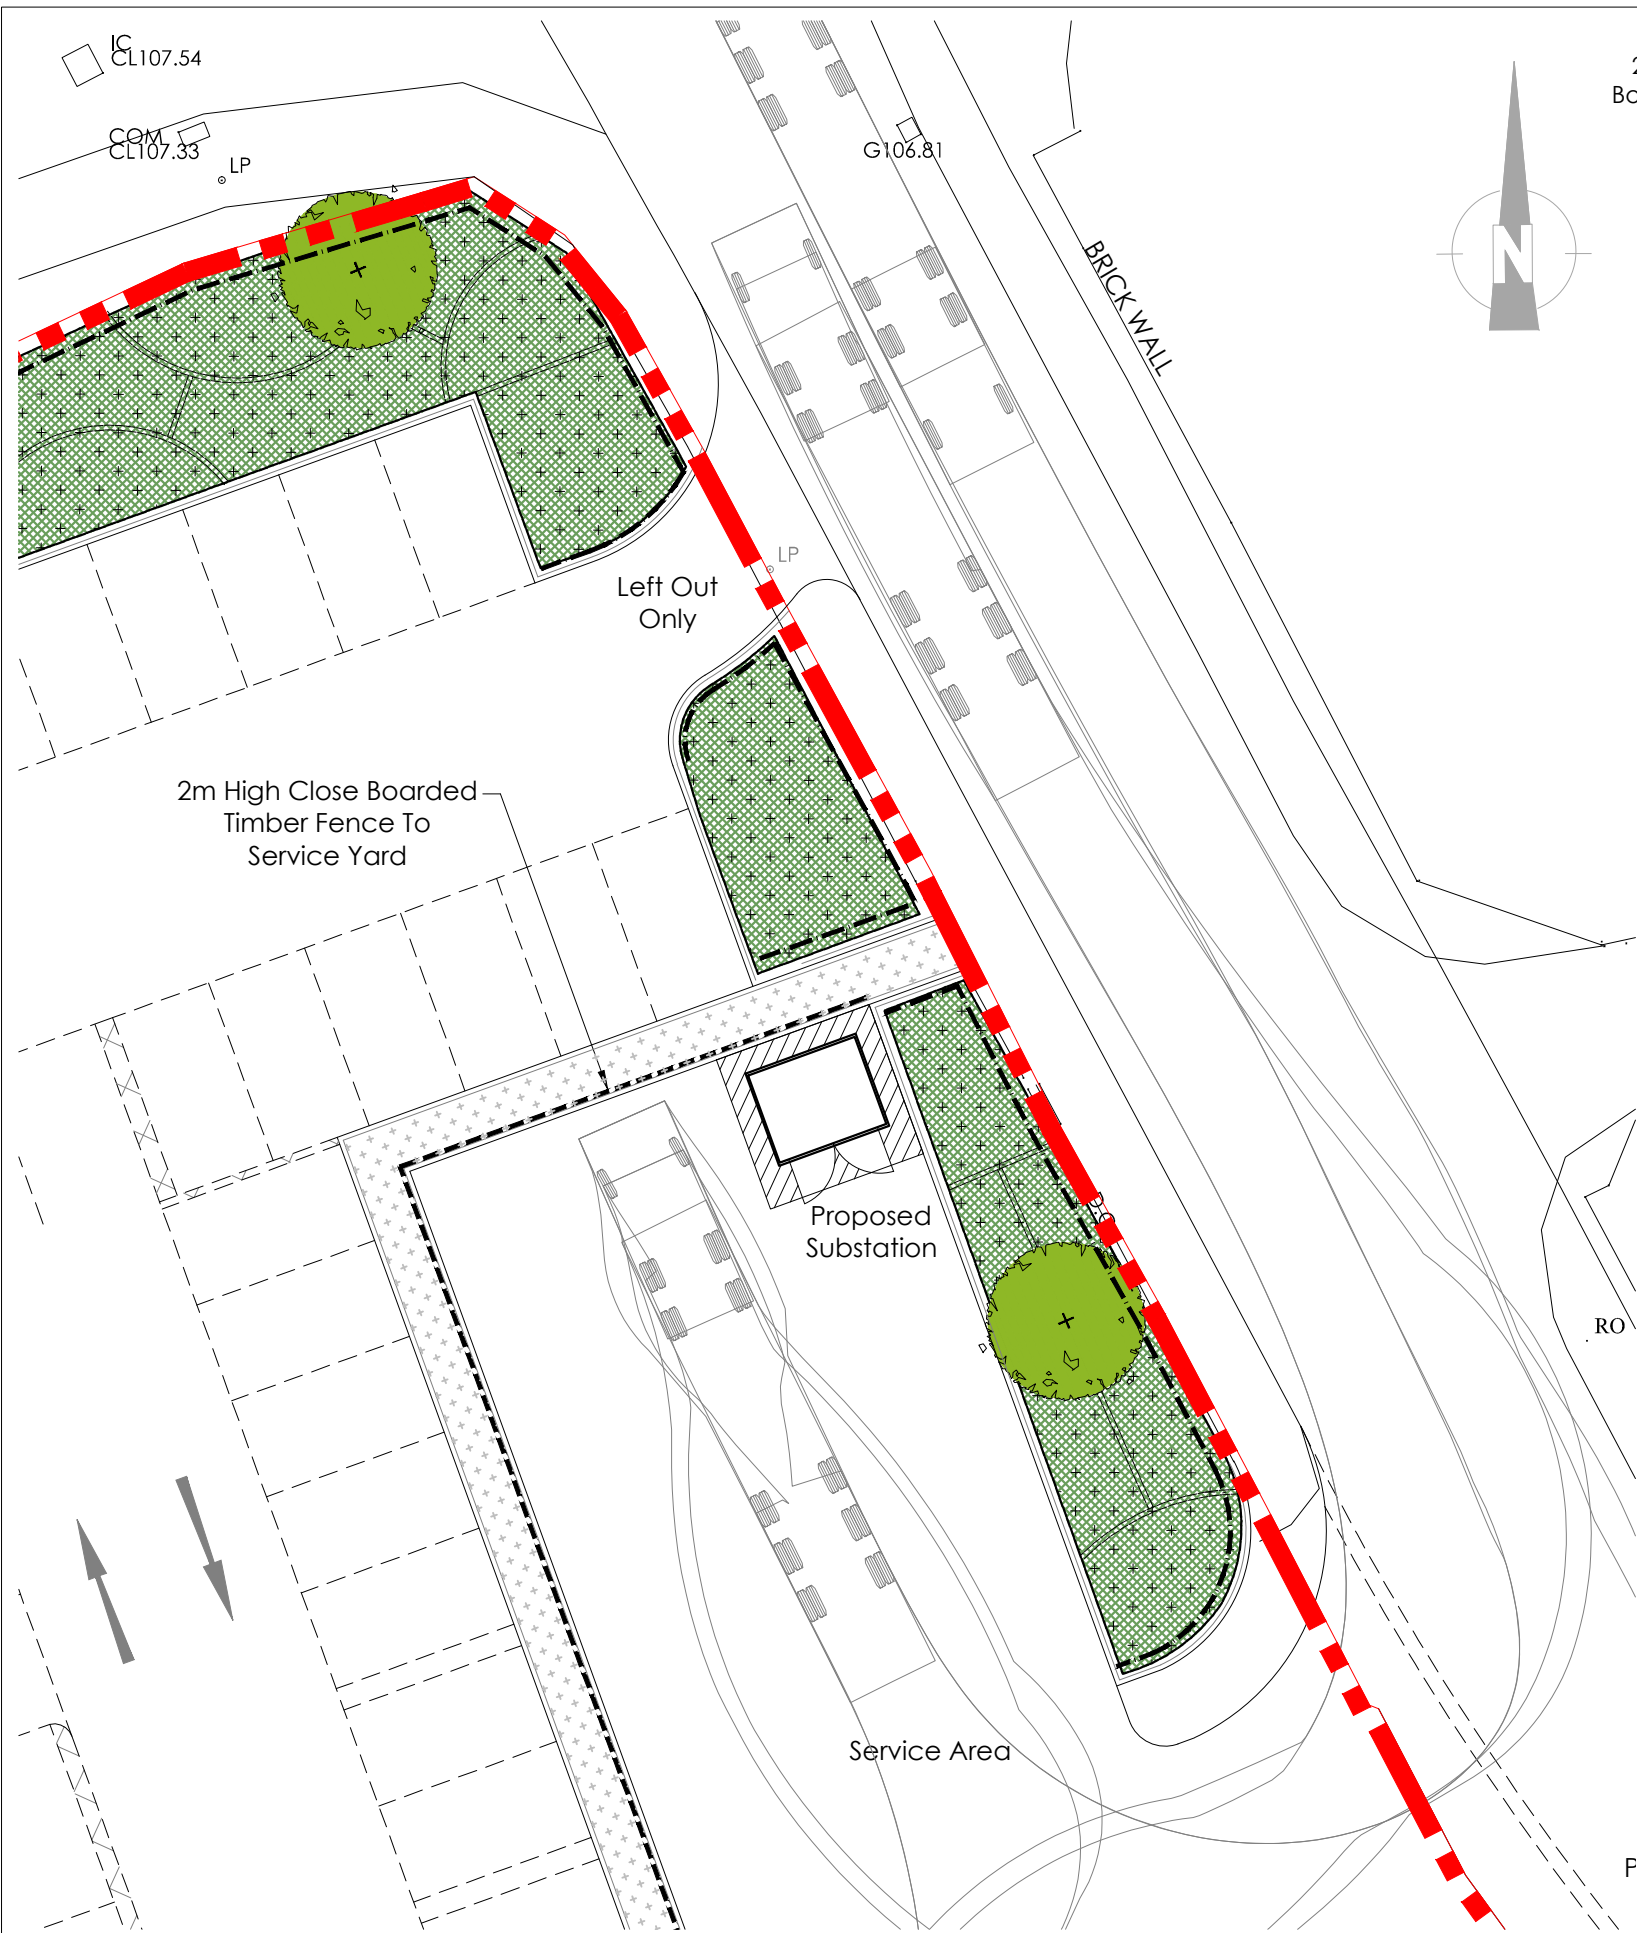 IC
CL107.54
COM
CL107.33
LP
G106.81
N
BRICK WALL
LP
Left Out
Only
2m High Close Boarded
Timber Fence To
Service Yard
Proposed
Substation
RO
Service Area